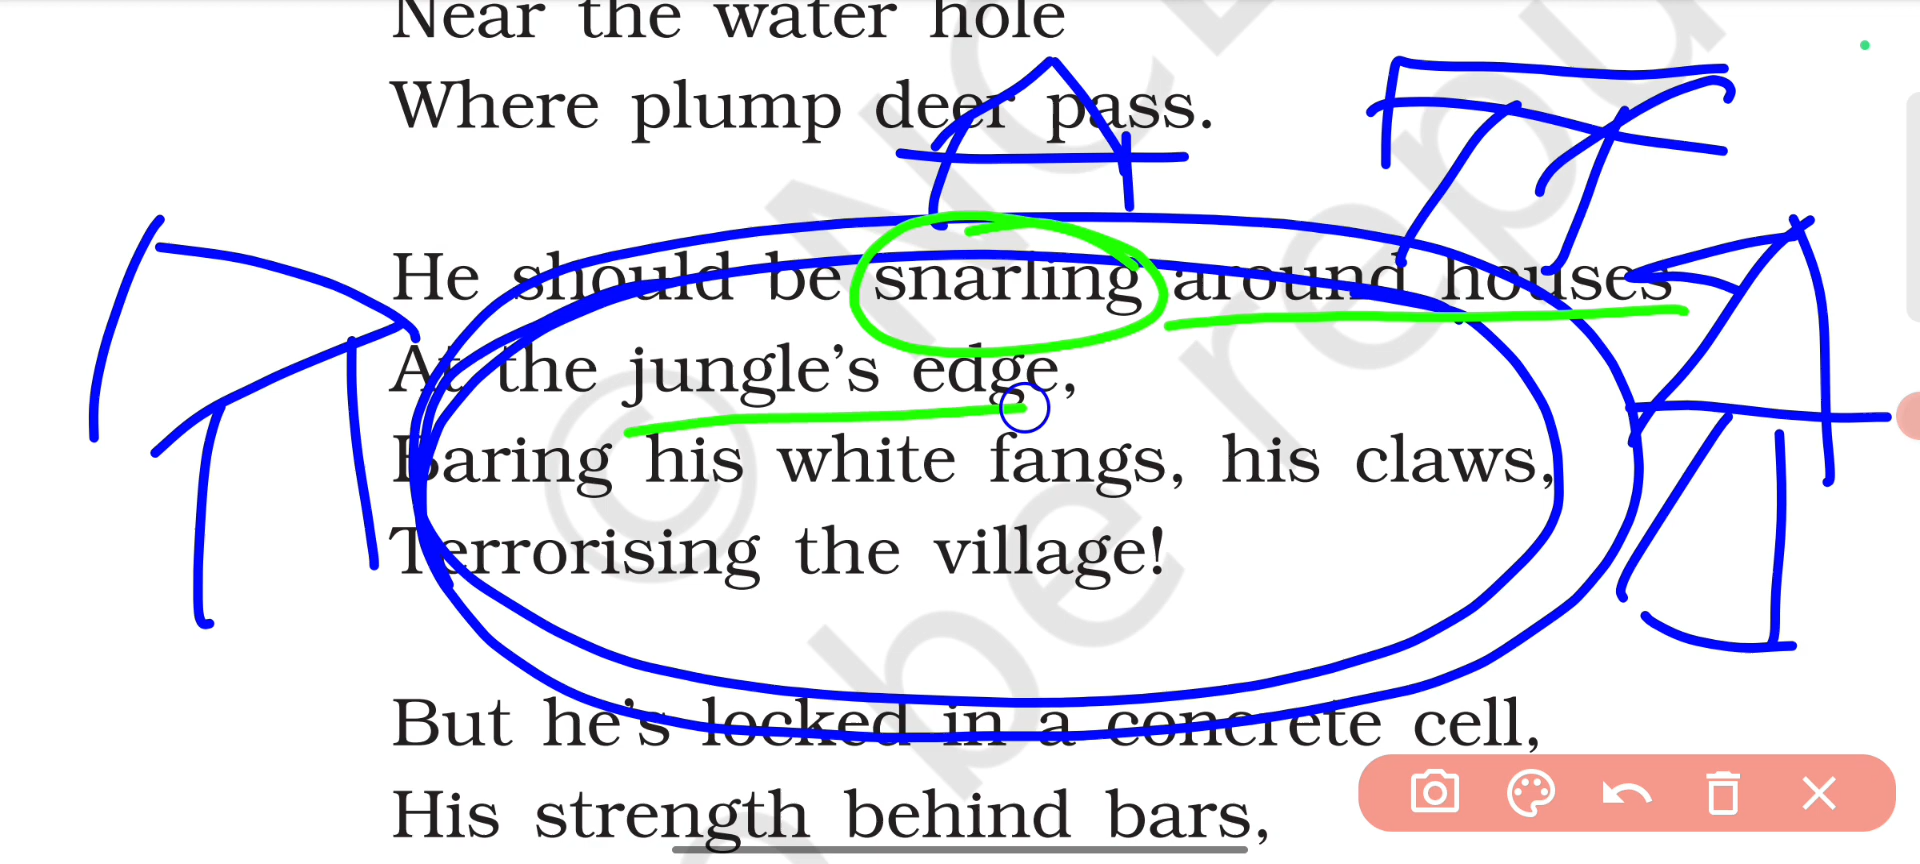 Near the water hole
Where plump deer pass.
He should be snarling around houses
At the jungle's edge,
Baring his white fangs, his claws,
Terrorising the village!
But he's locked in a concrete cell,
His strength behind bars,